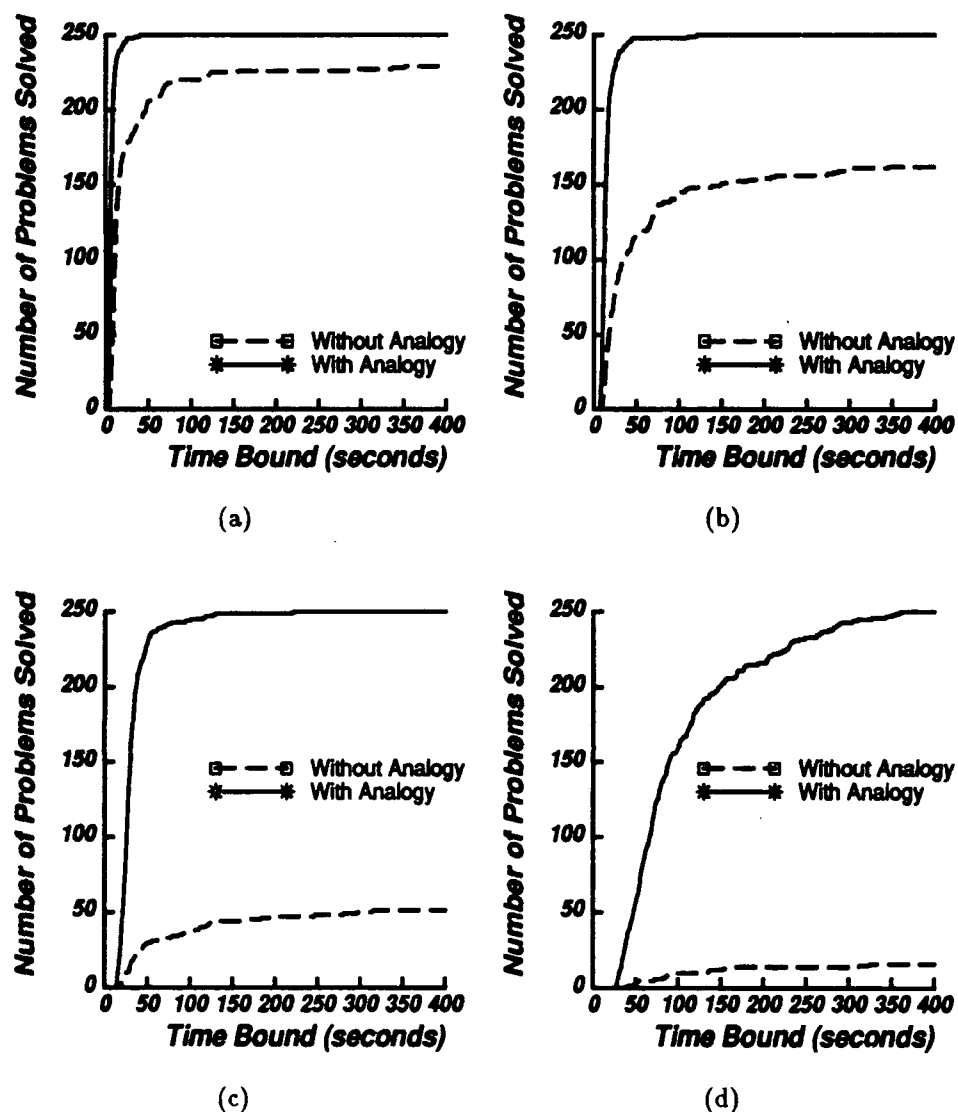 Number of Problems Solved
250
200
150
100
50
0
Without Analogy
With Analogy
0 50 100 150 200 250 300 350 400
Time Bound (seconds)
(a)
Number of Problems Solved
250
200
150
100
50
0
Without Analogy
With Analogy
0 50 100 150 200 250 300 350 400
Time Bound (seconds)
(b)
Number of Problems Solved
250
200
150
100
50
0
Without Analogy
With Analogy
0 50 100 150 200 250 300 350 400
Time Bound (seconds)
(c)
Number of Problems Solved
250
200
150
100
50
0
Without Analogy
With Analogy
0 50 100 150 200 250 300 350 400
Time Bound (seconds)
(d)